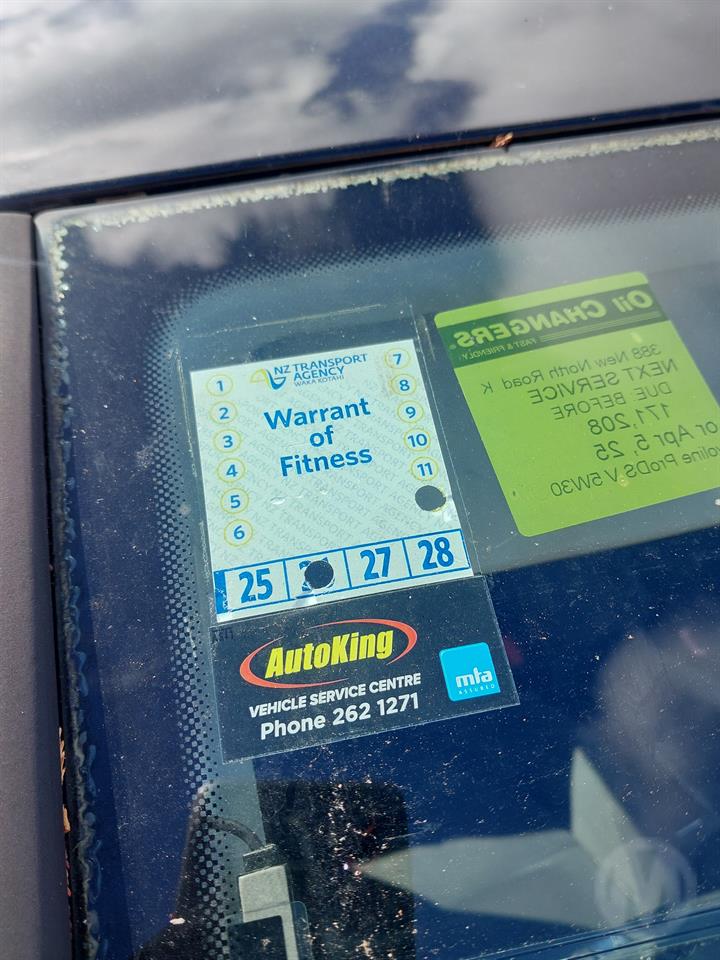 NZ TRANSPORT
AGENCY
WAKA KOTAHI
Warrant
of
Fitness
1
2
3
4
5
6
7
8
9
10
11
25 27 28
AutoKing
VEHICLE SERVICE CENTRE
Phone 262 1271
mta
ASSURED
Oil CHANGERS
FAST & FRIENDLY
388 New North Road K
NEXT SERVICE
DUE BEFORE
171,208
or Apr 5, 25
voline ProDS V 5W30
M